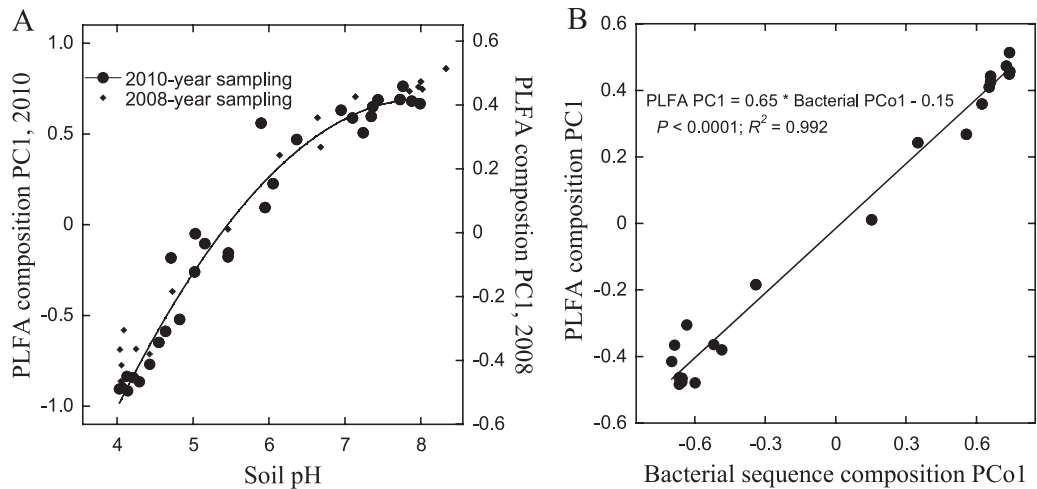 A
PLFA composition PC1, 2010
1.0
0.5
0
-0.5
-1.0
2010-year sampling
2008-year sampling
4
5
6
7
8
Soil pH
0.6
0.4
0.2
0
-0.2
-0.4
-0.6
PLFA compostion PC1, 2008
B
PLFA composition PC1
0.6
0.4
0.2
0
-0.2
-0.4
-0.6
PLFA PC1 = 0.65 * Bacterial PCo1 - 0.15
P < 0.0001; R² = 0.992
-0.6
-0.3
0
0.3
0.6
Bacterial sequence composition PCo1